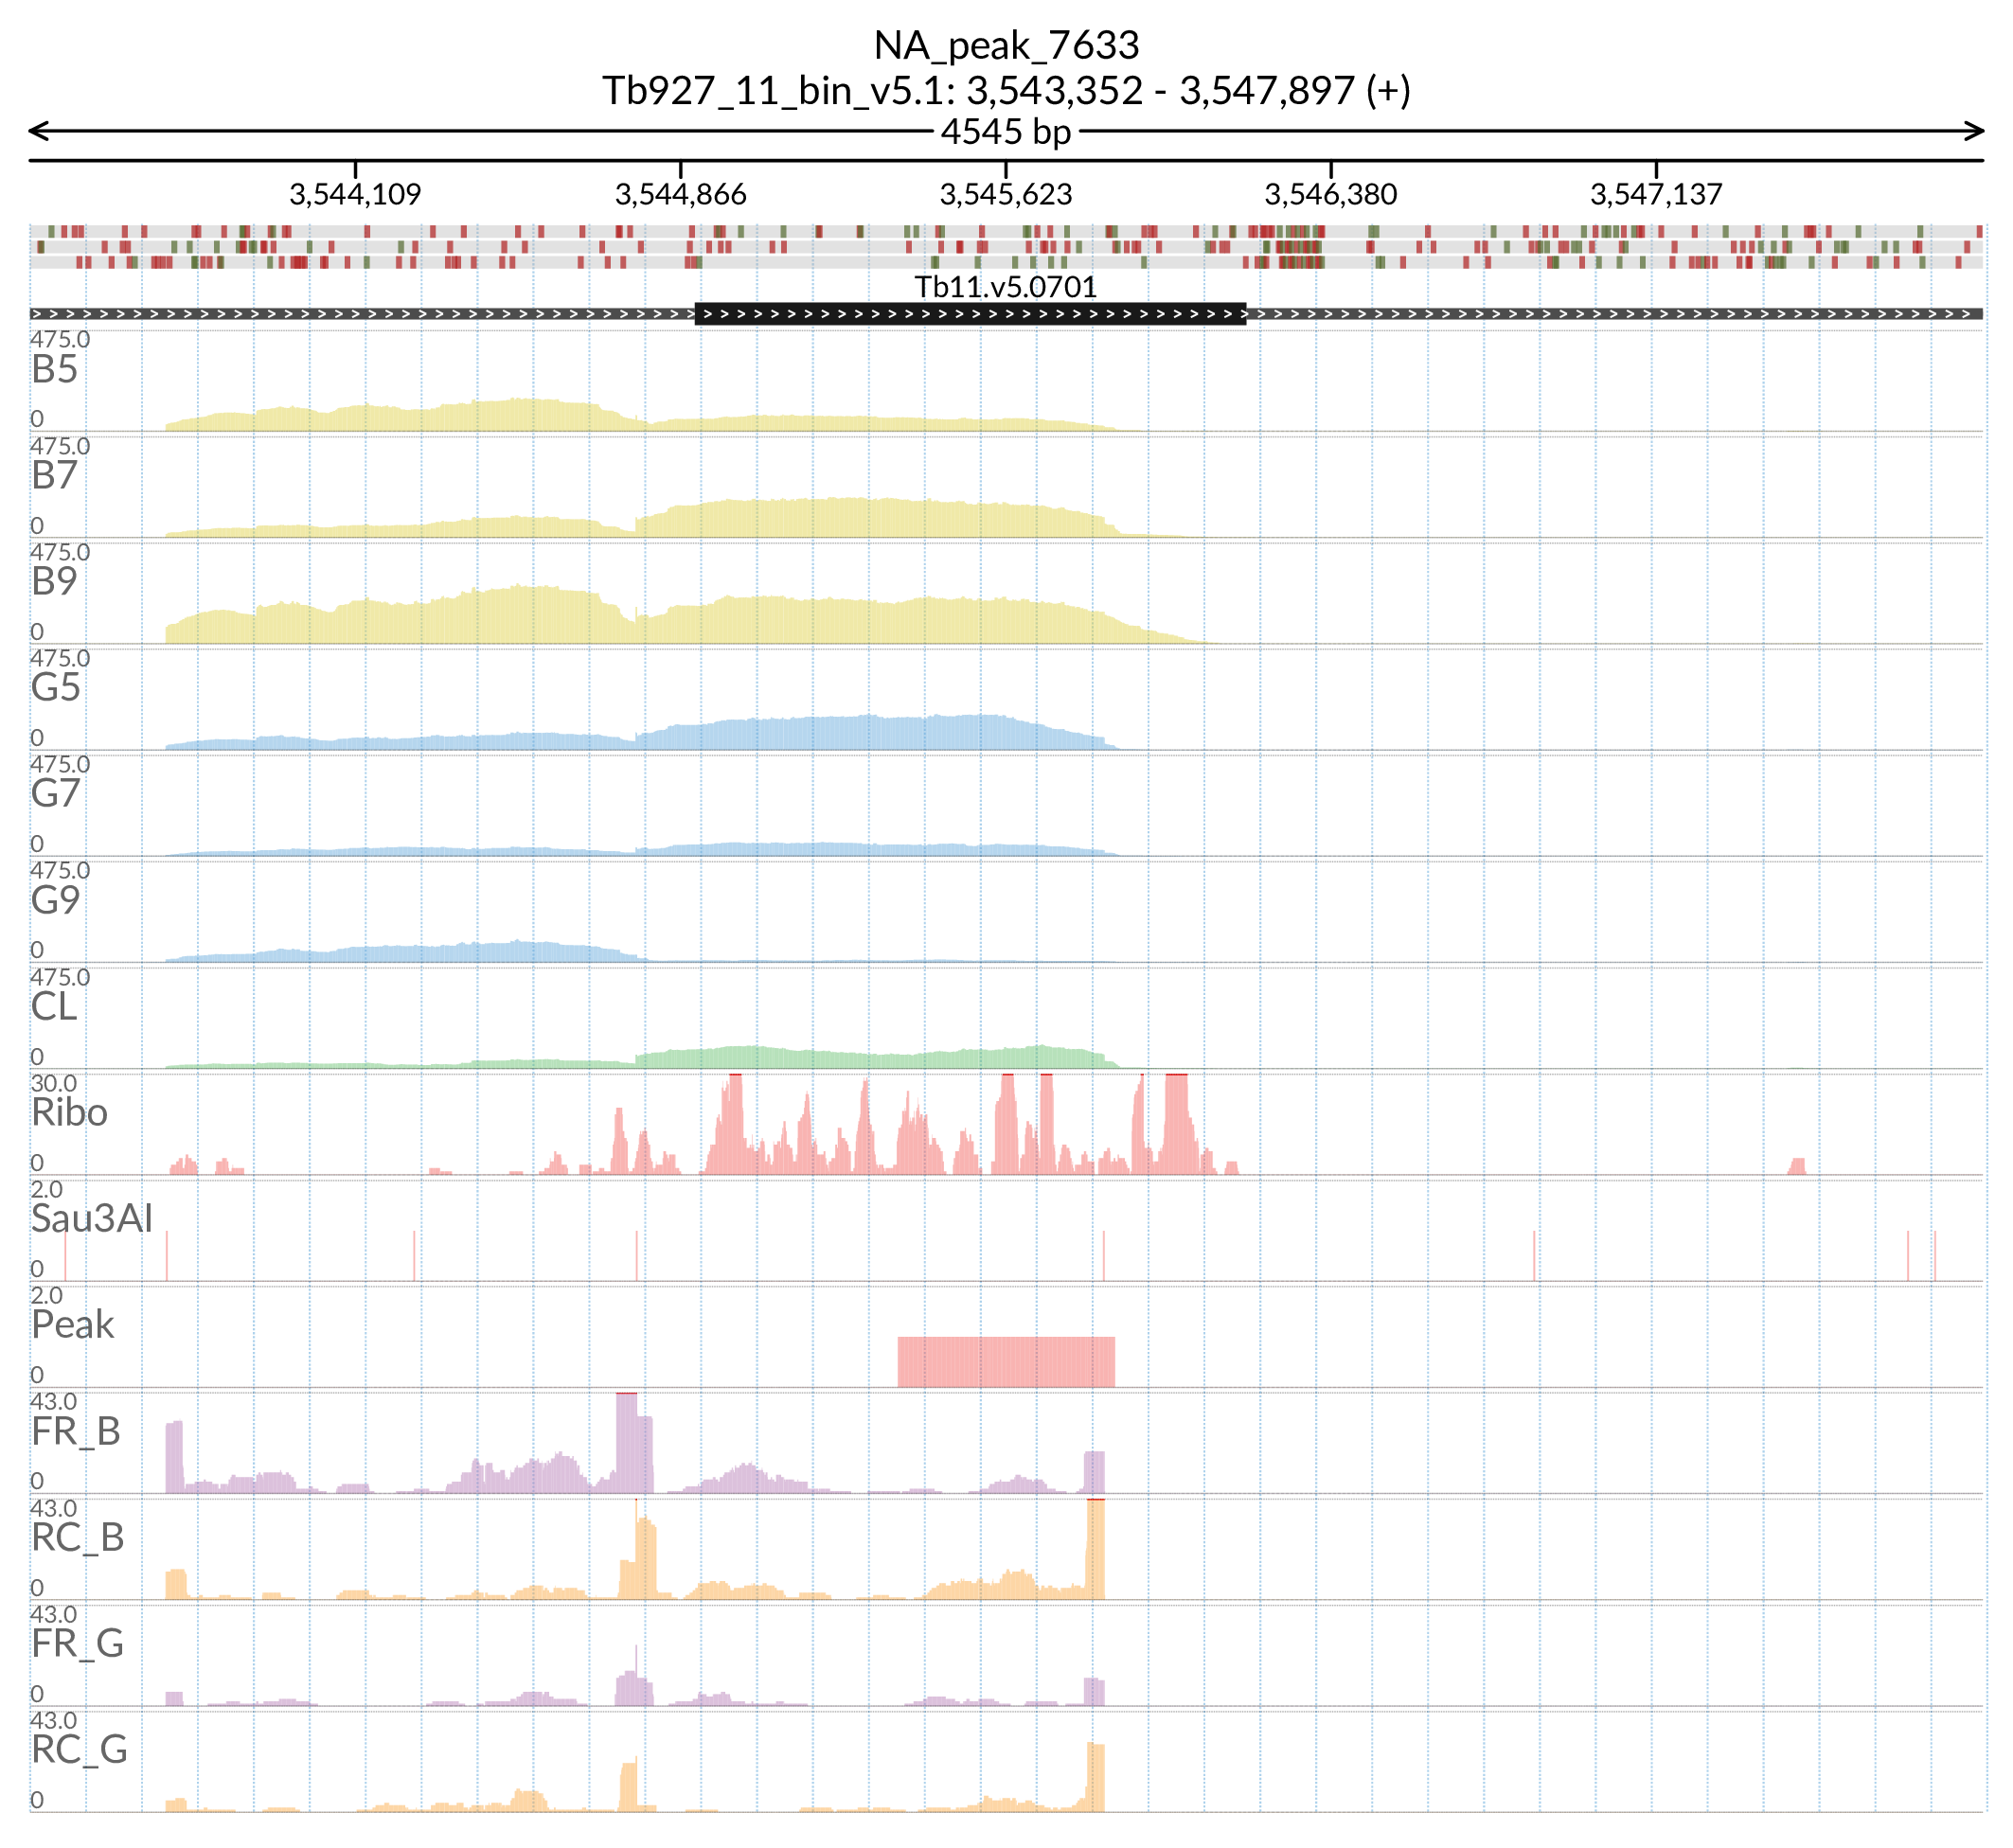 NA_peak_7633
Tb927_11_bin_v5.1: 3,543,352 - 3,547,897 (+)
4545 bp
3,544,109 3,544,866 3,545,623 3,546,380 3,547,137
Tb11.v5.0701
475.0
B5
0
475.0
B7
0
475.0
B9
0
475.0
G5
0
475.0
G7
0
475.0
G9
0
475.0
CL
0
30.0
Ribo
0
2.0
Sau3AI
0
2.0
Peak
0
43.0
FR_B
0
43.0
RC_B
0
43.0
FR_G
0
43.0
RC_G
0